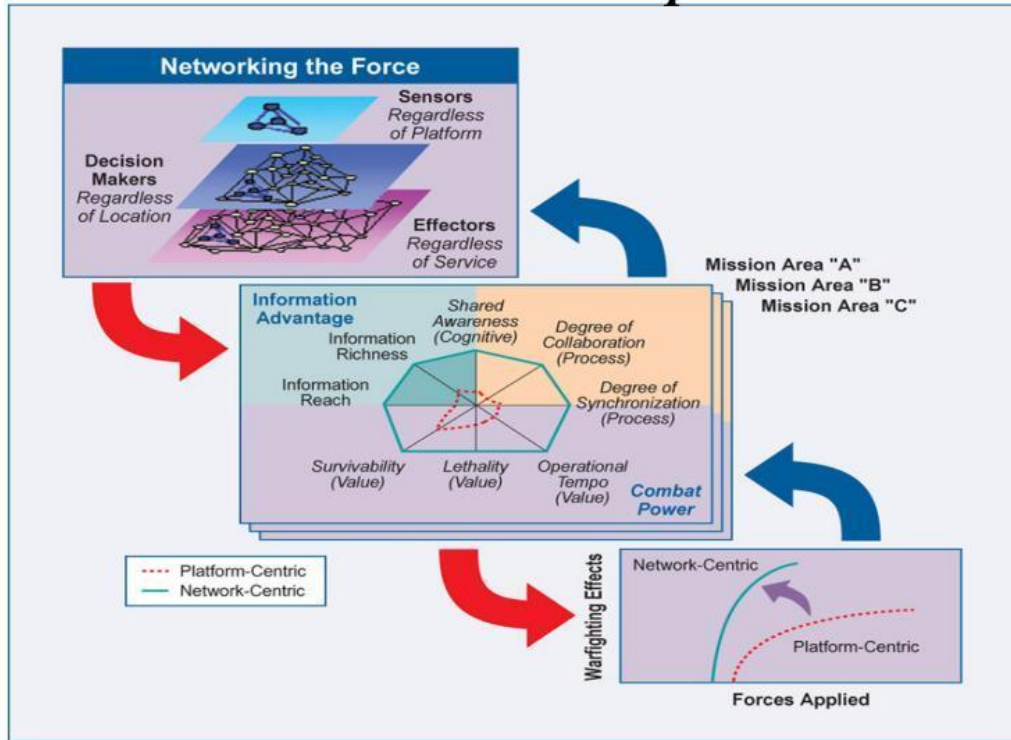 Networking the Force
Sensors
Regardless
of Platform
Decision
Makers
Regardless
of Location
Effectors
Regardless
of Service
Mission Area "A"
Mission Area "B"
Mission Area "C"
Information
Advantage
Shared
Awareness
(Cognitive)
Information
Richness
Degree of
Collaboration
(Process)
Information
Reach
Degree of
Synchronization
(Process)
Survivability
(Value)
Lethality
(Value)
Operational
Tempo
(Value)
Combat
Power
Platform-Centric
Network-Centric
Warfighting Effects
Network-Centric
Platform-Centric
Forces Applied